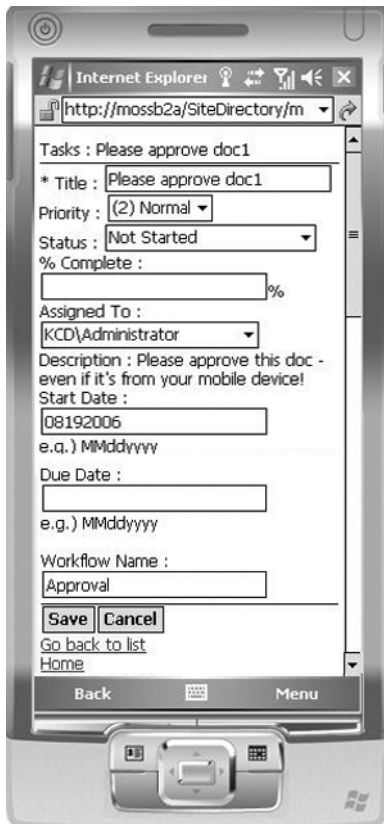 Internet Explorer
http://mossb2a/SiteDirectory/m
Tasks : Please approve doc1
* Title : Please approve doc1
Priority : (2) Normal
Status : Not Started
% Complete :
%
Assigned To :
KCD\Administrator
Description : Please approve this doc -
even if it's from your mobile device!
Start Date :
08192006
e.g.) MMddyyyy
Due Date :
e.g.) MMddyyyy
Workflow Name :
Approval
Save Cancel
Go back to list
Home
Back Menu